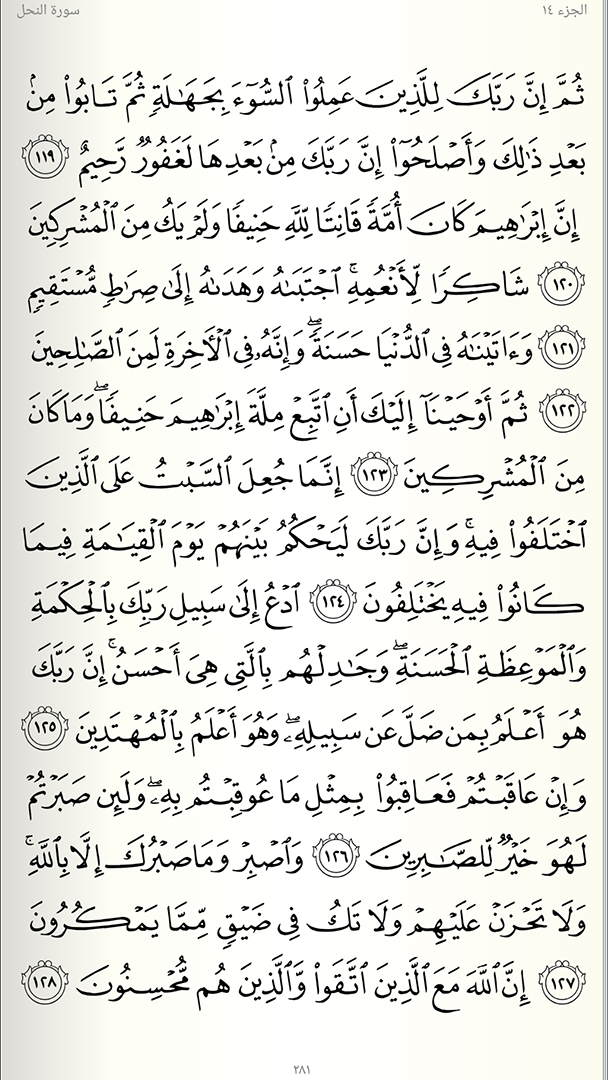 الجزء ١٤
سورة النحل
ثُمَّ إِنَّ رَبَّكَ لِلَّذِينَ عَمِلُوا۟ ٱلسُّوٓءَ بِجَهَـٰلَةٍ ثُمَّ تَابُوا۟ مِنۢ
بَعْدِ ذَٰلِكَ وَأَصْلَحُوٓا۟ إِنَّ رَبَّكَ مِنۢ بَعْدِهَا لَغَفُورٌ رَّحِيمٌ ١١٩
إِنَّ إِبْرَٰهِيمَ كَانَ أُمَّةً قَانِتًا لِّلَّهِ حَنِيفًا وَلَمْ يَكُ مِنَ ٱلْمُشْرِكِينَ
١٢٠ شَاكِرًا لِّأَنْعُمِهِ ۚ ٱجْتَبَىٰهُ وَهَدَىٰهُ إِلَىٰ صِرَٰطٍ مُّسْتَقِيمٍ
١٢١ وَءَاتَيْنَـٰهُ فِى ٱلدُّنْيَا حَسَنَةً ۖ وَإِنَّهُۥ فِى ٱلْـَٔاخِرَةِ لَمِنَ ٱلصَّـٰلِحِينَ
١٢٢ ثُمَّ أَوْحَيْنَآ إِلَيْكَ أَنِ ٱتَّبِعْ مِلَّةَ إِبْرَٰهِيمَ حَنِيفًا ۖ وَمَا كَانَ
مِنَ ٱلْمُشْرِكِينَ ١٢٣ إِنَّمَا جُعِلَ ٱلسَّبْتُ عَلَى ٱلَّذِينَ
ٱخْتَلَفُوا۟ فِيهِ ۚ وَإِنَّ رَبَّكَ لَيَحْكُمُ بَيْنَهُمْ يَوْمَ ٱلْقِيَـٰمَةِ فِيمَا
كَانُوا۟ فِيهِ يَخْتَلِفُونَ ١٢٤ ٱدْعُ إِلَىٰ سَبِيلِ رَبِّكَ بِٱلْحِكْمَةِ
وَٱلْمَوْعِظَةِ ٱلْحَسَنَةِ ۖ وَجَـٰدِلْهُم بِٱلَّتِى هِىَ أَحْسَنُ ۚ إِنَّ رَبَّكَ
هُوَ أَعْلَمُ بِمَن ضَلَّ عَن سَبِيلِهِۦ ۖ وَهُوَ أَعْلَمُ بِٱلْمُهْتَدِينَ ١٢٥
وَإِنْ عَاقَبْتُمْ فَعَاقِبُوا۟ بِمِثْلِ مَا عُوقِبْتُم بِهِۦ ۖ وَلَئِن صَبَرْتُمْ
لَهُوَ خَيْرٌ لِّلصَّـٰبِرِينَ ١٢٦ وَٱصْبِرْ وَمَا صَبْرُكَ إِلَّا بِٱللَّهِ ۚ
وَلَا تَحْزَنْ عَلَيْهِمْ وَلَا تَكُ فِى ضَيْقٍ مِّمَّا يَمْكُرُونَ
١٢٧ إِنَّ ٱللَّهَ مَعَ ٱلَّذِينَ ٱتَّقَوا۟ وَّٱلَّذِينَ هُم مُّحْسِنُونَ ١٢٨
٢٨١